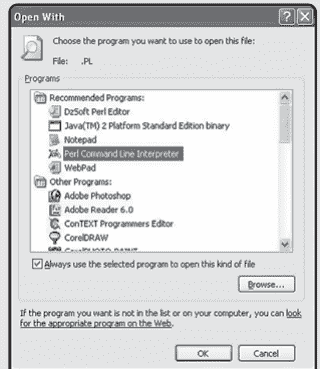 Open With
Choose the program you want to use to open this file:
File: .PL
Programs
Recommended Programs:
DzSoft Perl Editor
Java(TM) 2 Platform Standard Edition binary
Notepad
Perl Command Line Interpreter
WebPad
Other Programs:
Adobe Photoshop
Adobe Reader 6.0
ConTEXT Programmers Editor
CorelDRAW
Always use the selected program to open this kind of file
Browse...
If the program you want is not in the list or on your computer, you can look
for the appropriate program on the Web.
OK Cancel